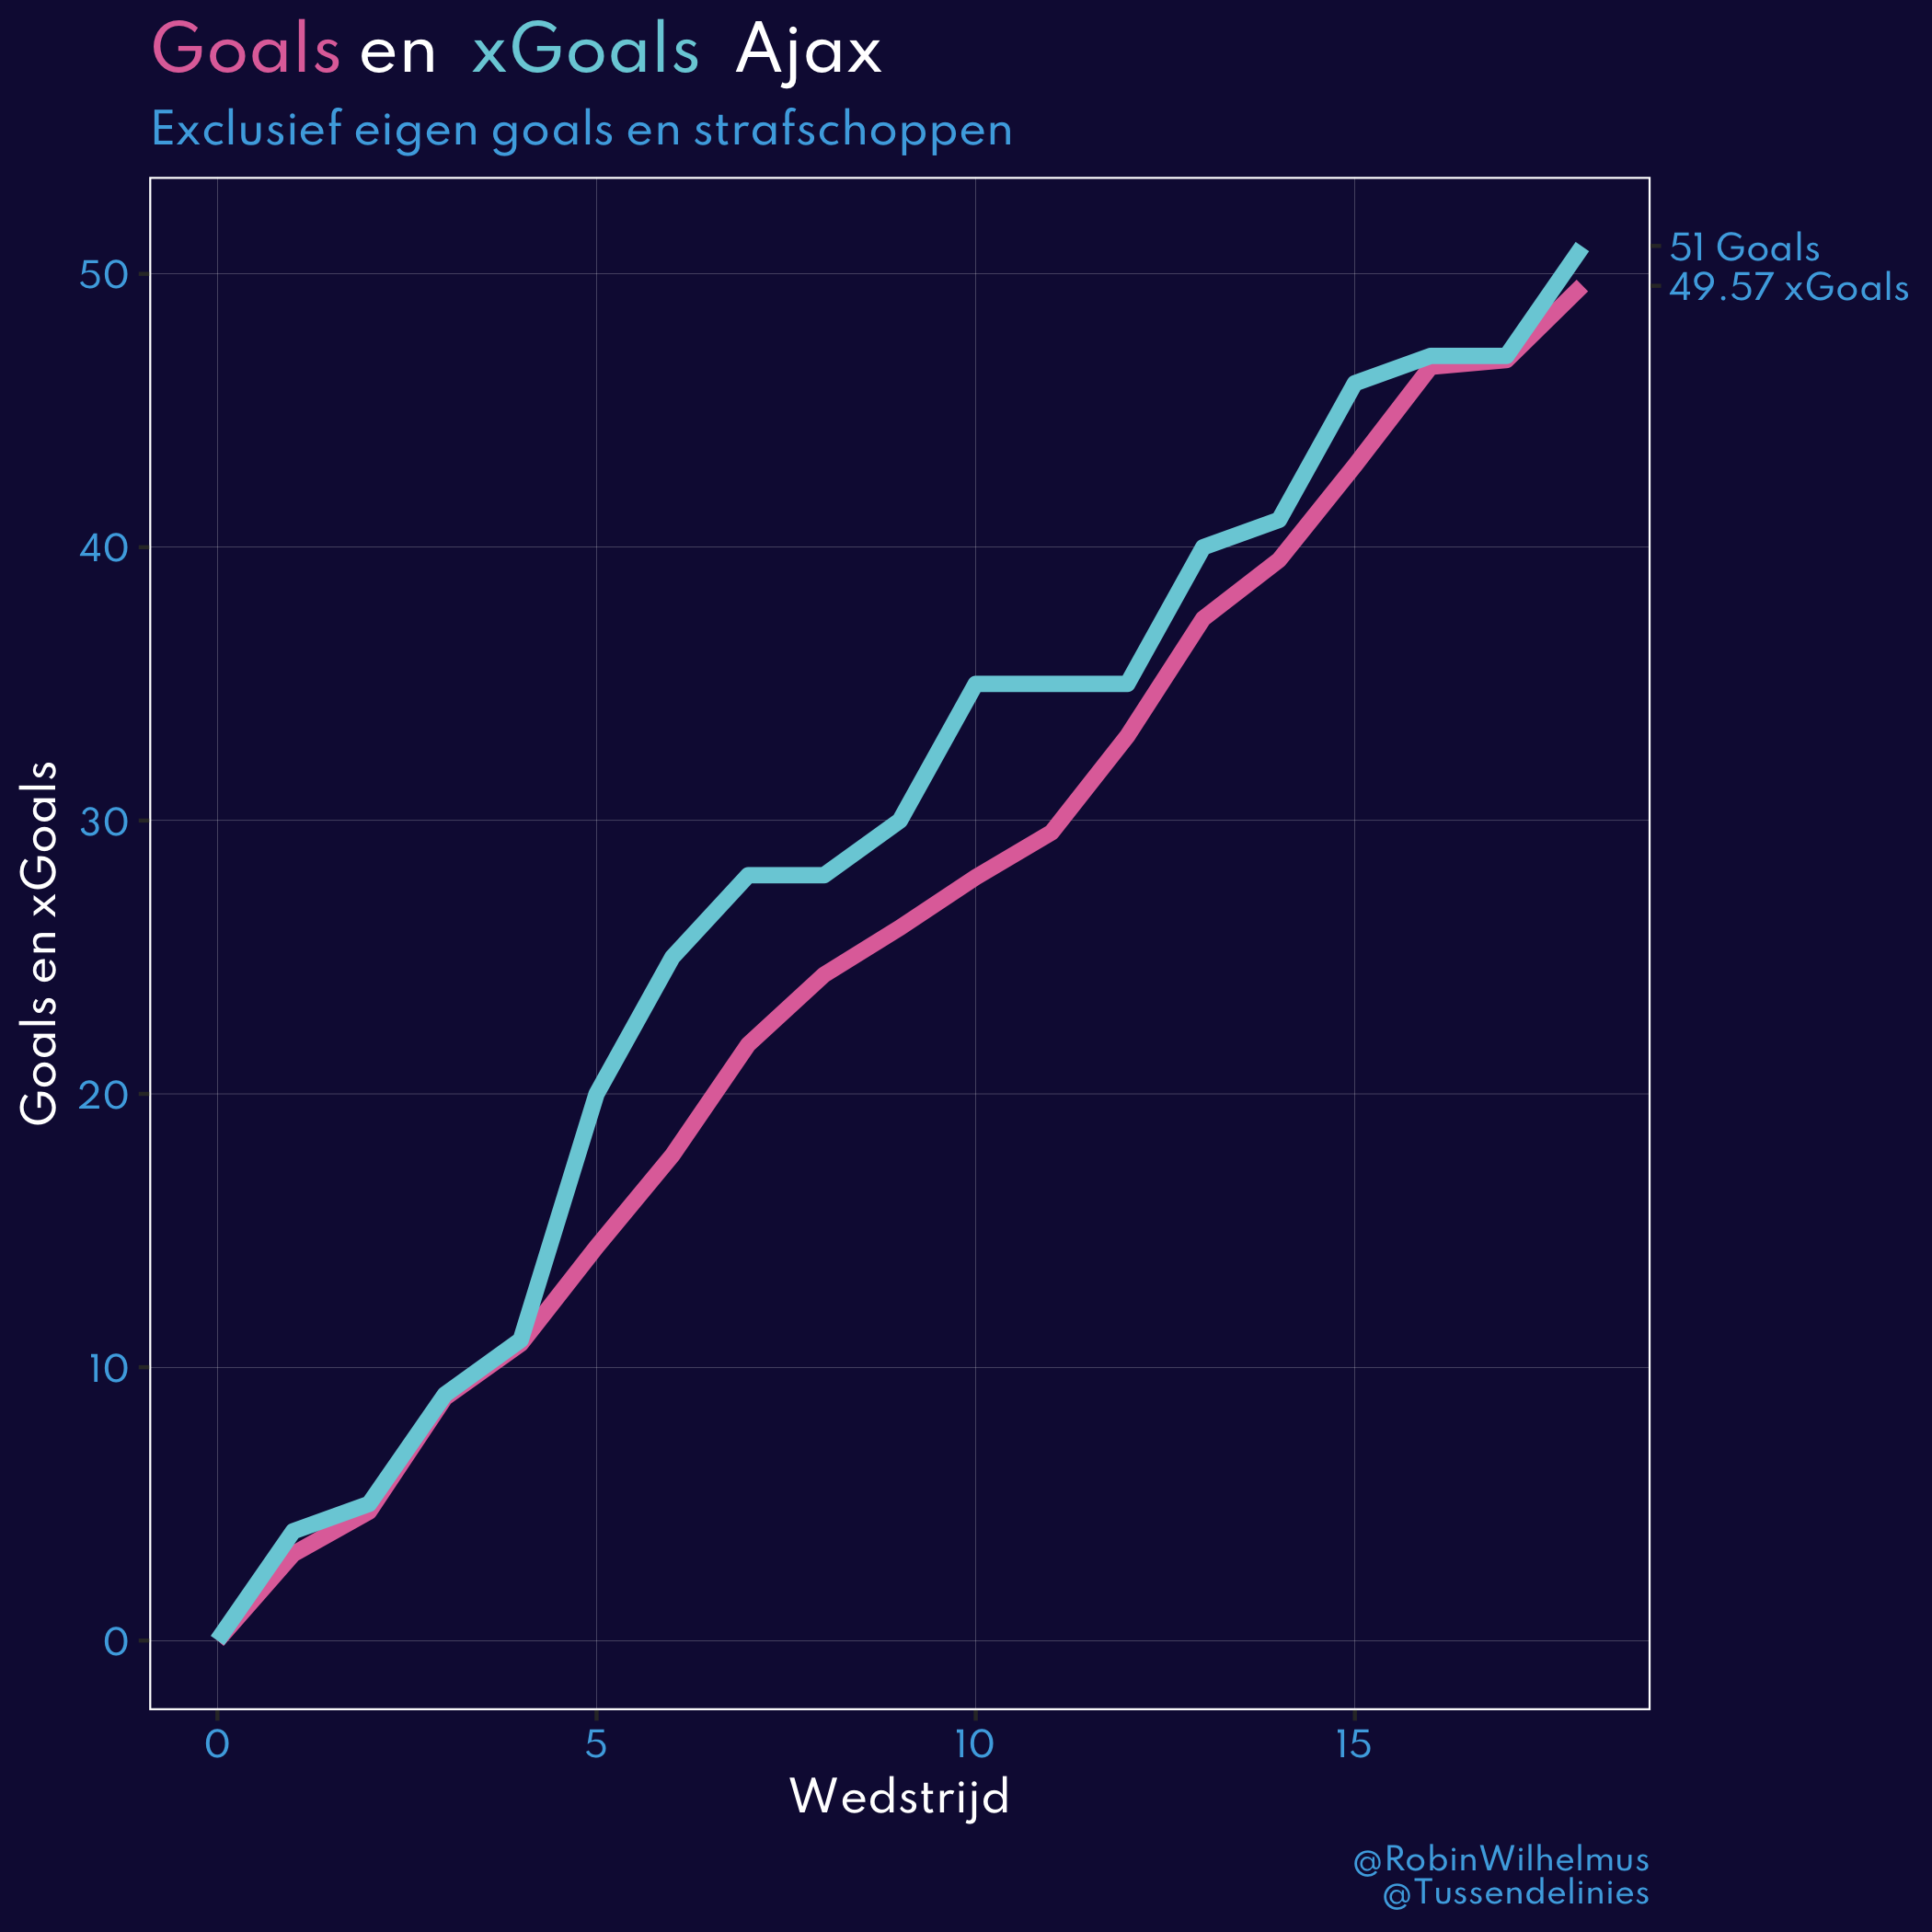 Goals en xGoals Ajax
Exclusief eigen goals en strafschoppen
51 Goals
49.57 xGoals
50
40
30
20
10
0
Goals en xGoals
0 5 10 15
Wedstrijd
@RobinWilhelmus
@Tussendelinies